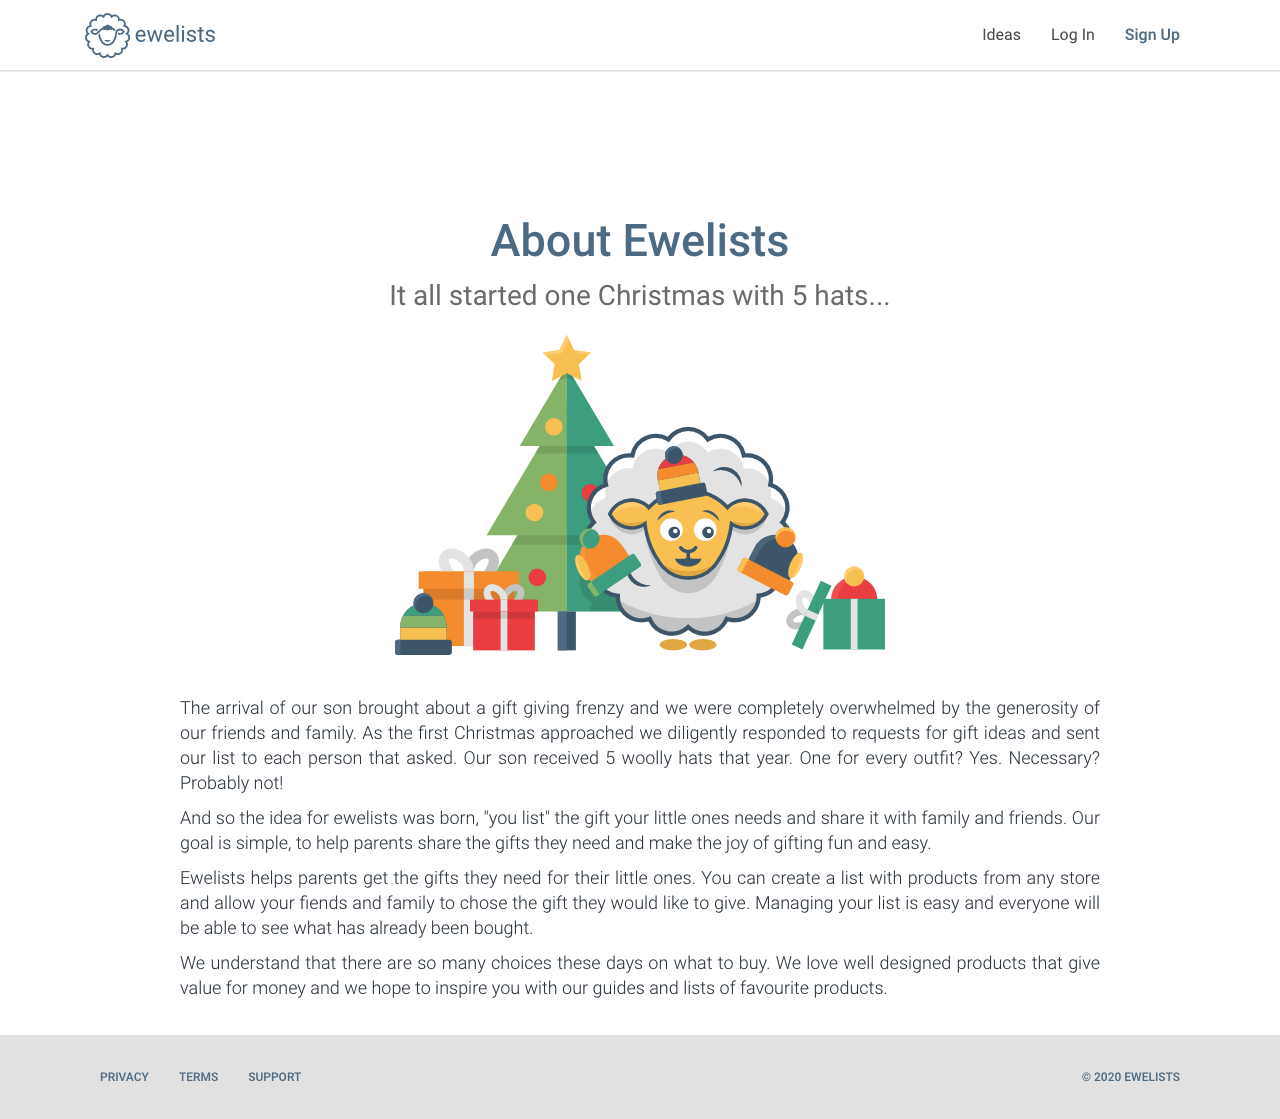 ewelists
Ideas Log In Sign Up
About Ewelists
It all started one Christmas with 5 hats...
The arrival of our son brought about a gift giving frenzy and we were completely overwhelmed by the generosity of
our friends and family. As the first Christmas approached we diligently responded to requests for gift ideas and sent
our list to each person that asked. Our son received 5 woolly hats that year. One for every outfit? Yes. Necessary?
Probably not!
And so the idea for ewelists was born, "you list" the gift your little ones needs and share it with family and friends. Our
goal is simple, to help parents share the gifts they need and make the joy of gifting fun and easy.
Ewelists helps parents get the gifts they need for their little ones. You can create a list with products from any store
and allow your fiends and family to chose the gift they would like to give. Managing your list is easy and everyone will
be able to see what has already been bought.
We understand that there are so many choices these days on what to buy. We love well designed products that give
value for money and we hope to inspire you with our guides and lists of favourite products.
PRIVACY TERMS SUPPORT © 2020 EWELISTS